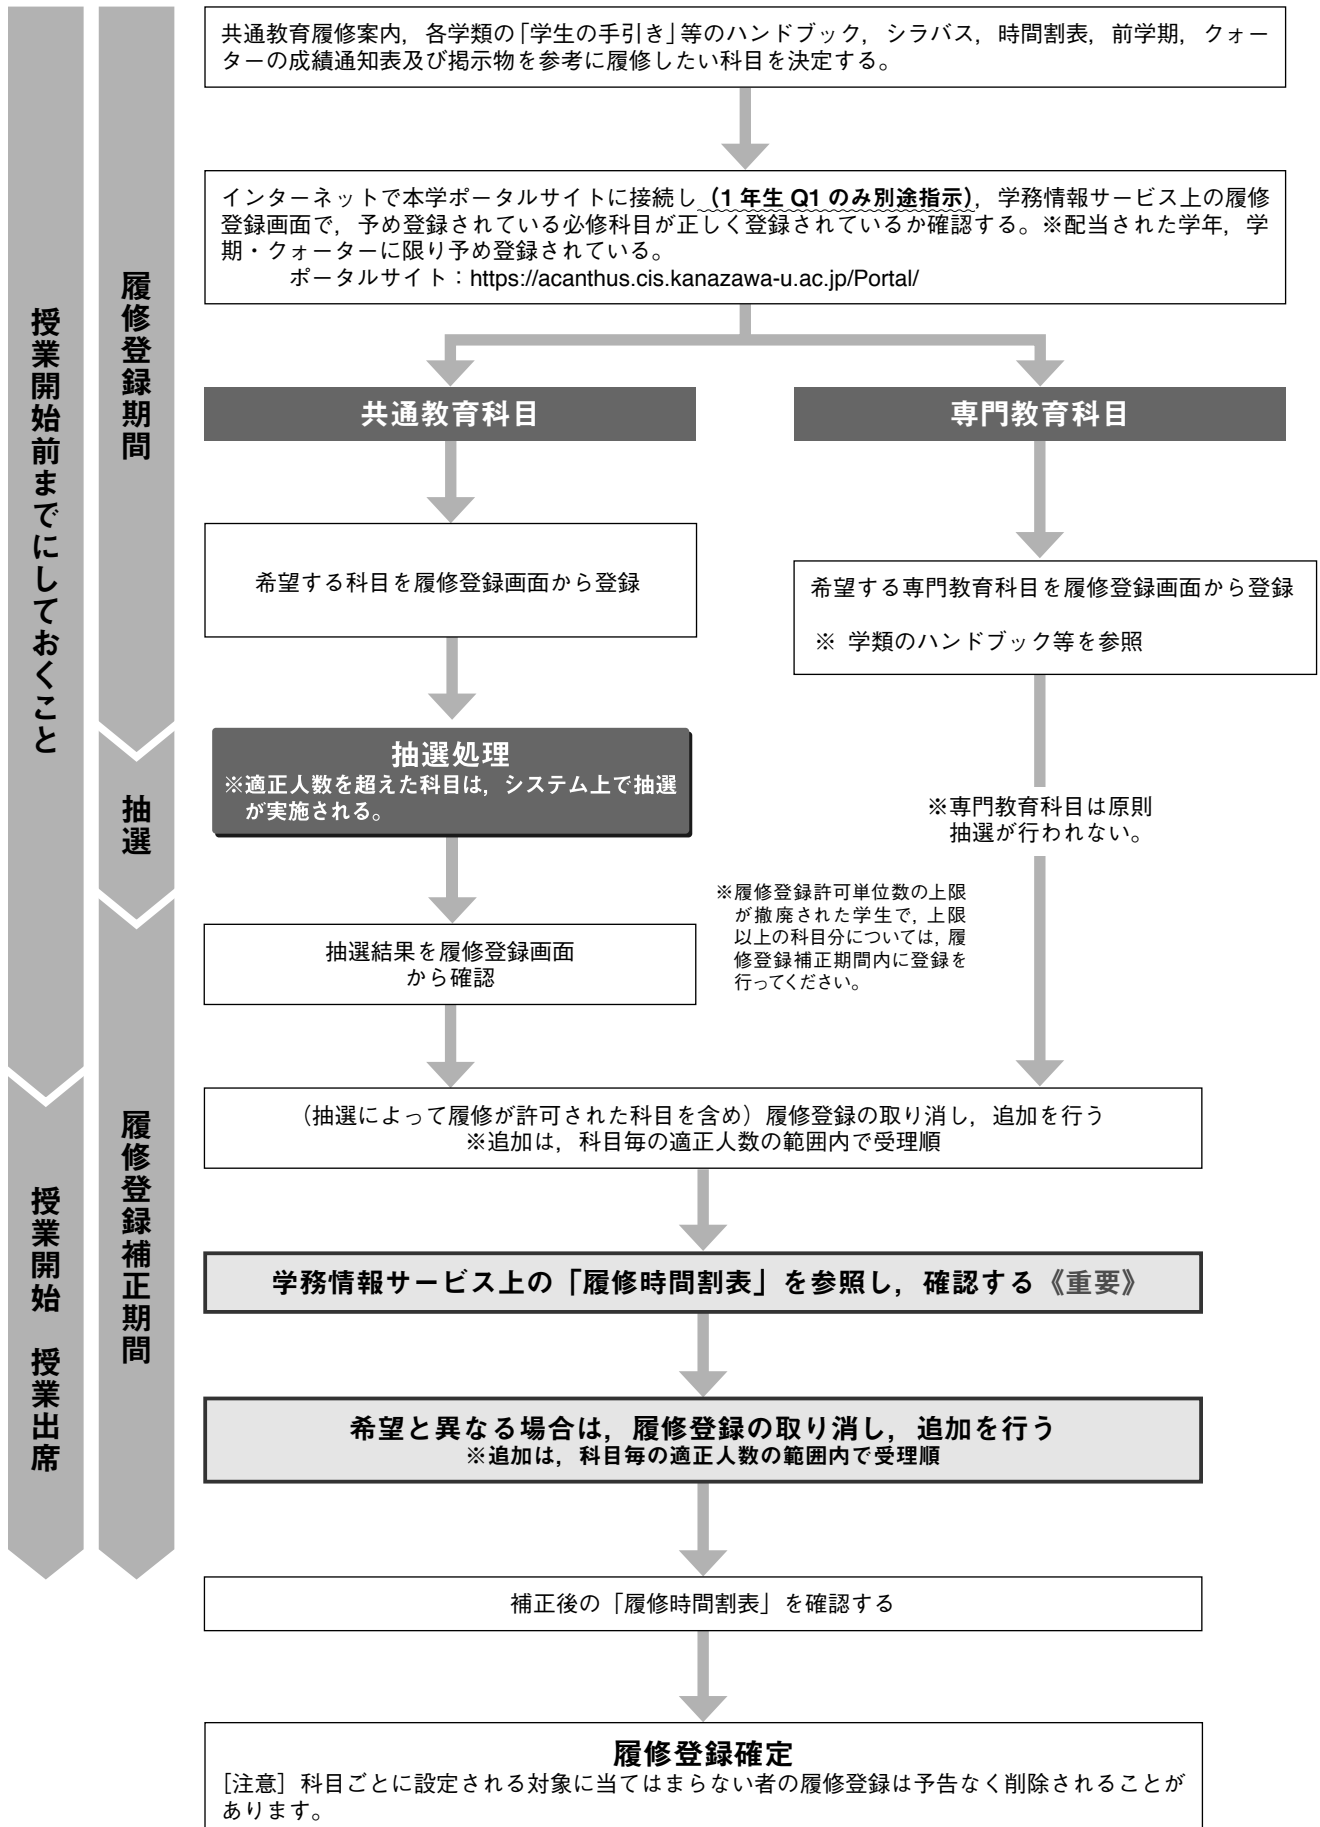 共通教育履修案内，各学類の「学生の手引き」等のハンドブック，シラバス，時間割表，前学期，クォー
ターの成績通知表及び掲示物を参考に履修したい科目を決定する。
インターネットで本学ポータルサイトに接続し（1 年生 Q1 のみ別途指示），学務情報サービス上の履修
登録画面で，予め登録されている必修科目が正しく登録されているか確認する。※配当された学年，学
期・クォーターに限り予め登録されている。
ポータルサイト：https://acanthus.cis.kanazawa-u.ac.jp/Portal/
授業開始前までにしておくこと
履修登録期間
共通教育科目
専門教育科目
希望する科目を履修登録画面から登録
希望する専門教育科目を履修登録画面から登録
※ 学類のハンドブック等を参照
抽選
抽選処理
※適正人数を超えた科目は，システム上で抽選
が実施される。
※専門教育科目は原則
抽選が行われない。
※履修登録許可単位数の上限
が撤廃された学生で，上限
以上の科目分については，履
修登録補正期間内に登録を
行ってください。
抽選結果を履修登録画面
から確認
授業開始 授業出席
履修登録補正期間
（抽選によって履修が許可された科目を含め）履修登録の取り消し，追加を行う
※追加は，科目毎の適正人数の範囲内で受理順
学務情報サービス上の「履修時間割表」を参照し，確認する《重要》
希望と異なる場合は，履修登録の取り消し，追加を行う
※追加は，科目毎の適正人数の範囲内で受理順
補正後の「履修時間割表」を確認する
履修登録確定
［注意］科目ごとに設定される対象に当てはまらない者の履修登録は予告なく削除されることが
あります。